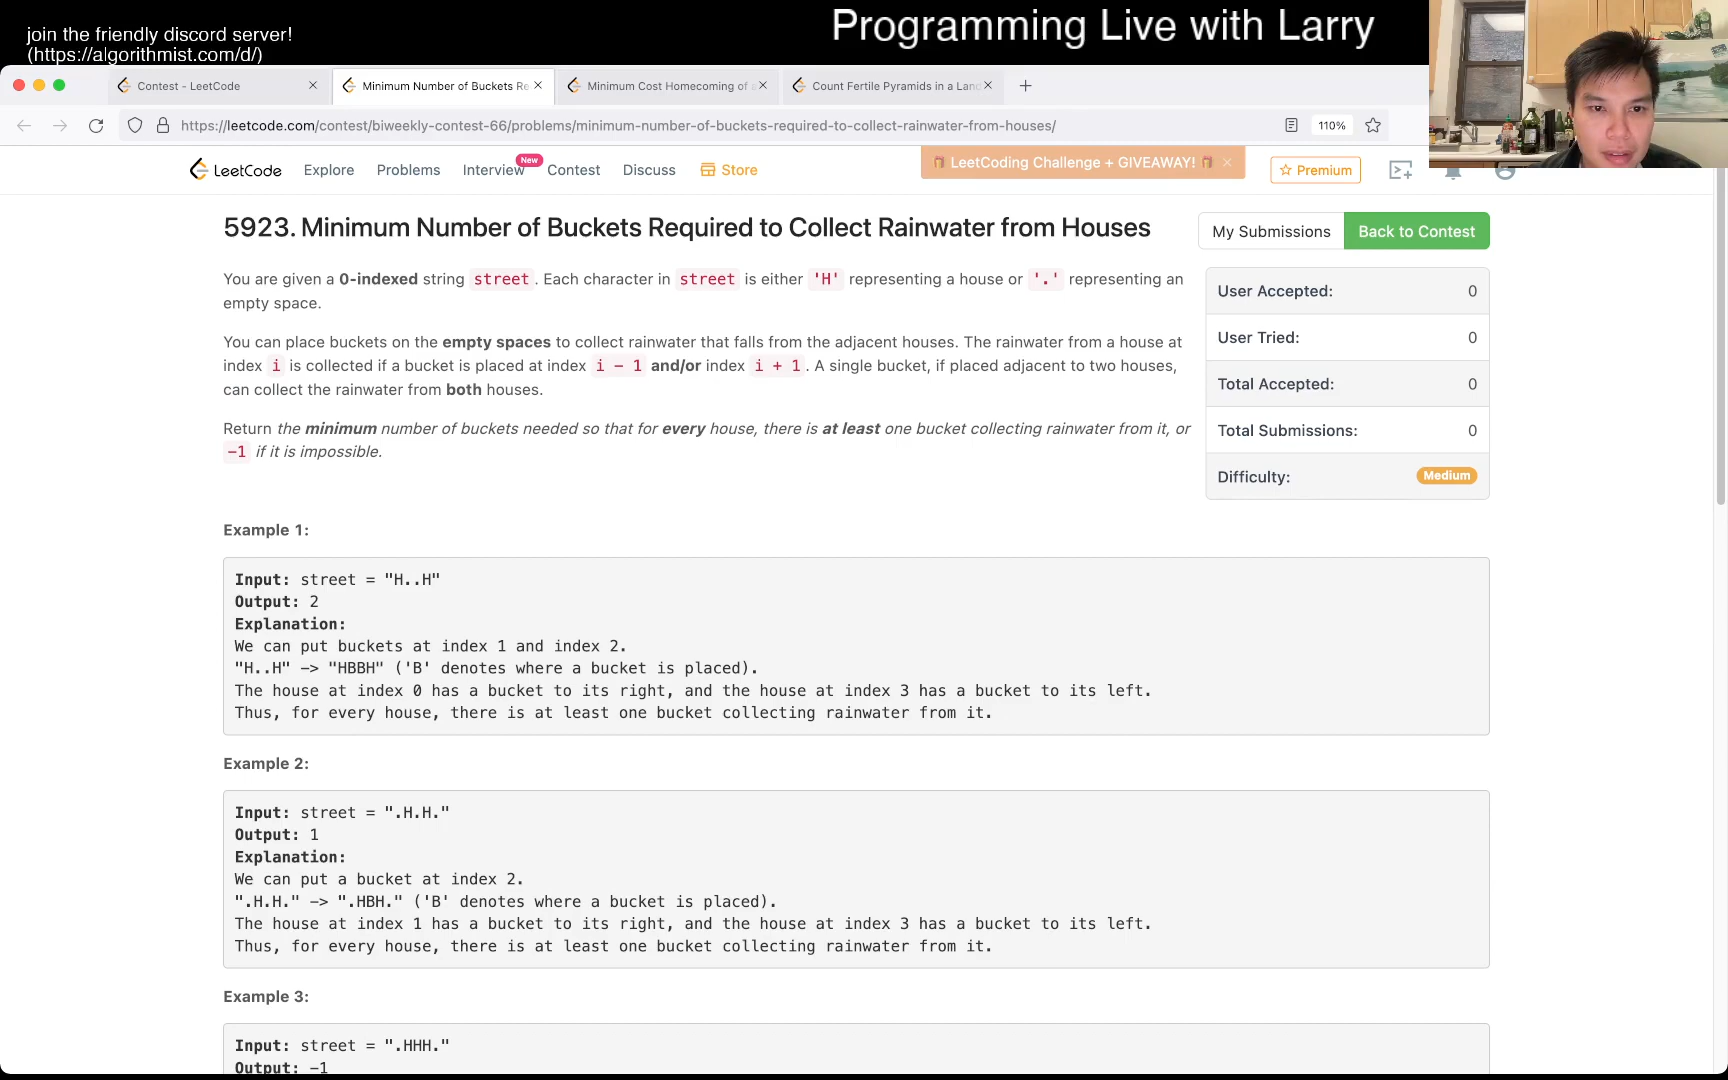 join the friendly discord server!
(https://algorithmist.com/d/)
Programming Live with Larry
Contest - LeetCode
Minimum Number of Buckets Re
Minimum Cost Homecoming of a
Count Fertile Pyramids in a Land
https://leetcode.com/contest/biweekly-contest-66/problems/minimum-number-of-buckets-required-to-collect-rainwater-from-houses/
110%
LeetCode
Explore
Problems
Interview
New
Contest
Discuss
Store
LeetCoding Challenge + GIVEAWAY!
Premium
5923. Minimum Number of Buckets Required to Collect Rainwater from Houses
My Submissions
Back to Contest
You are given a 0-indexed string street. Each character in street is either 'H' representing a house or '.' representing an
empty space.
You can place buckets on the empty spaces to collect rainwater that falls from the adjacent houses. The rainwater from a house at
index i is collected if a bucket is placed at index i - 1 and/or index i + 1. A single bucket, if placed adjacent to two houses,
can collect the rainwater from both houses.
Return the minimum number of buckets needed so that for every house, there is at least one bucket collecting rainwater from it, or
-1 if it is impossible.
User Accepted: 0
User Tried: 0
Total Accepted: 0
Total Submissions: 0
Difficulty: Medium
Example 1:
Input: street = "H..H"
Output: 2
Explanation:
We can put buckets at index 1 and index 2.
"H..H" -> "HBBH" ('B' denotes where a bucket is placed).
The house at index 0 has a bucket to its right, and the house at index 3 has a bucket to its left.
Thus, for every house, there is at least one bucket collecting rainwater from it.
Example 2:
Input: street = ".H.H."
Output: 1
Explanation:
We can put a bucket at index 2.
".H.H." -> ".HBH." ('B' denotes where a bucket is placed).
The house at index 1 has a bucket to its right, and the house at index 3 has a bucket to its left.
Thus, for every house, there is at least one bucket collecting rainwater from it.
Example 3:
Input: street = ".HHH."
Output: -1